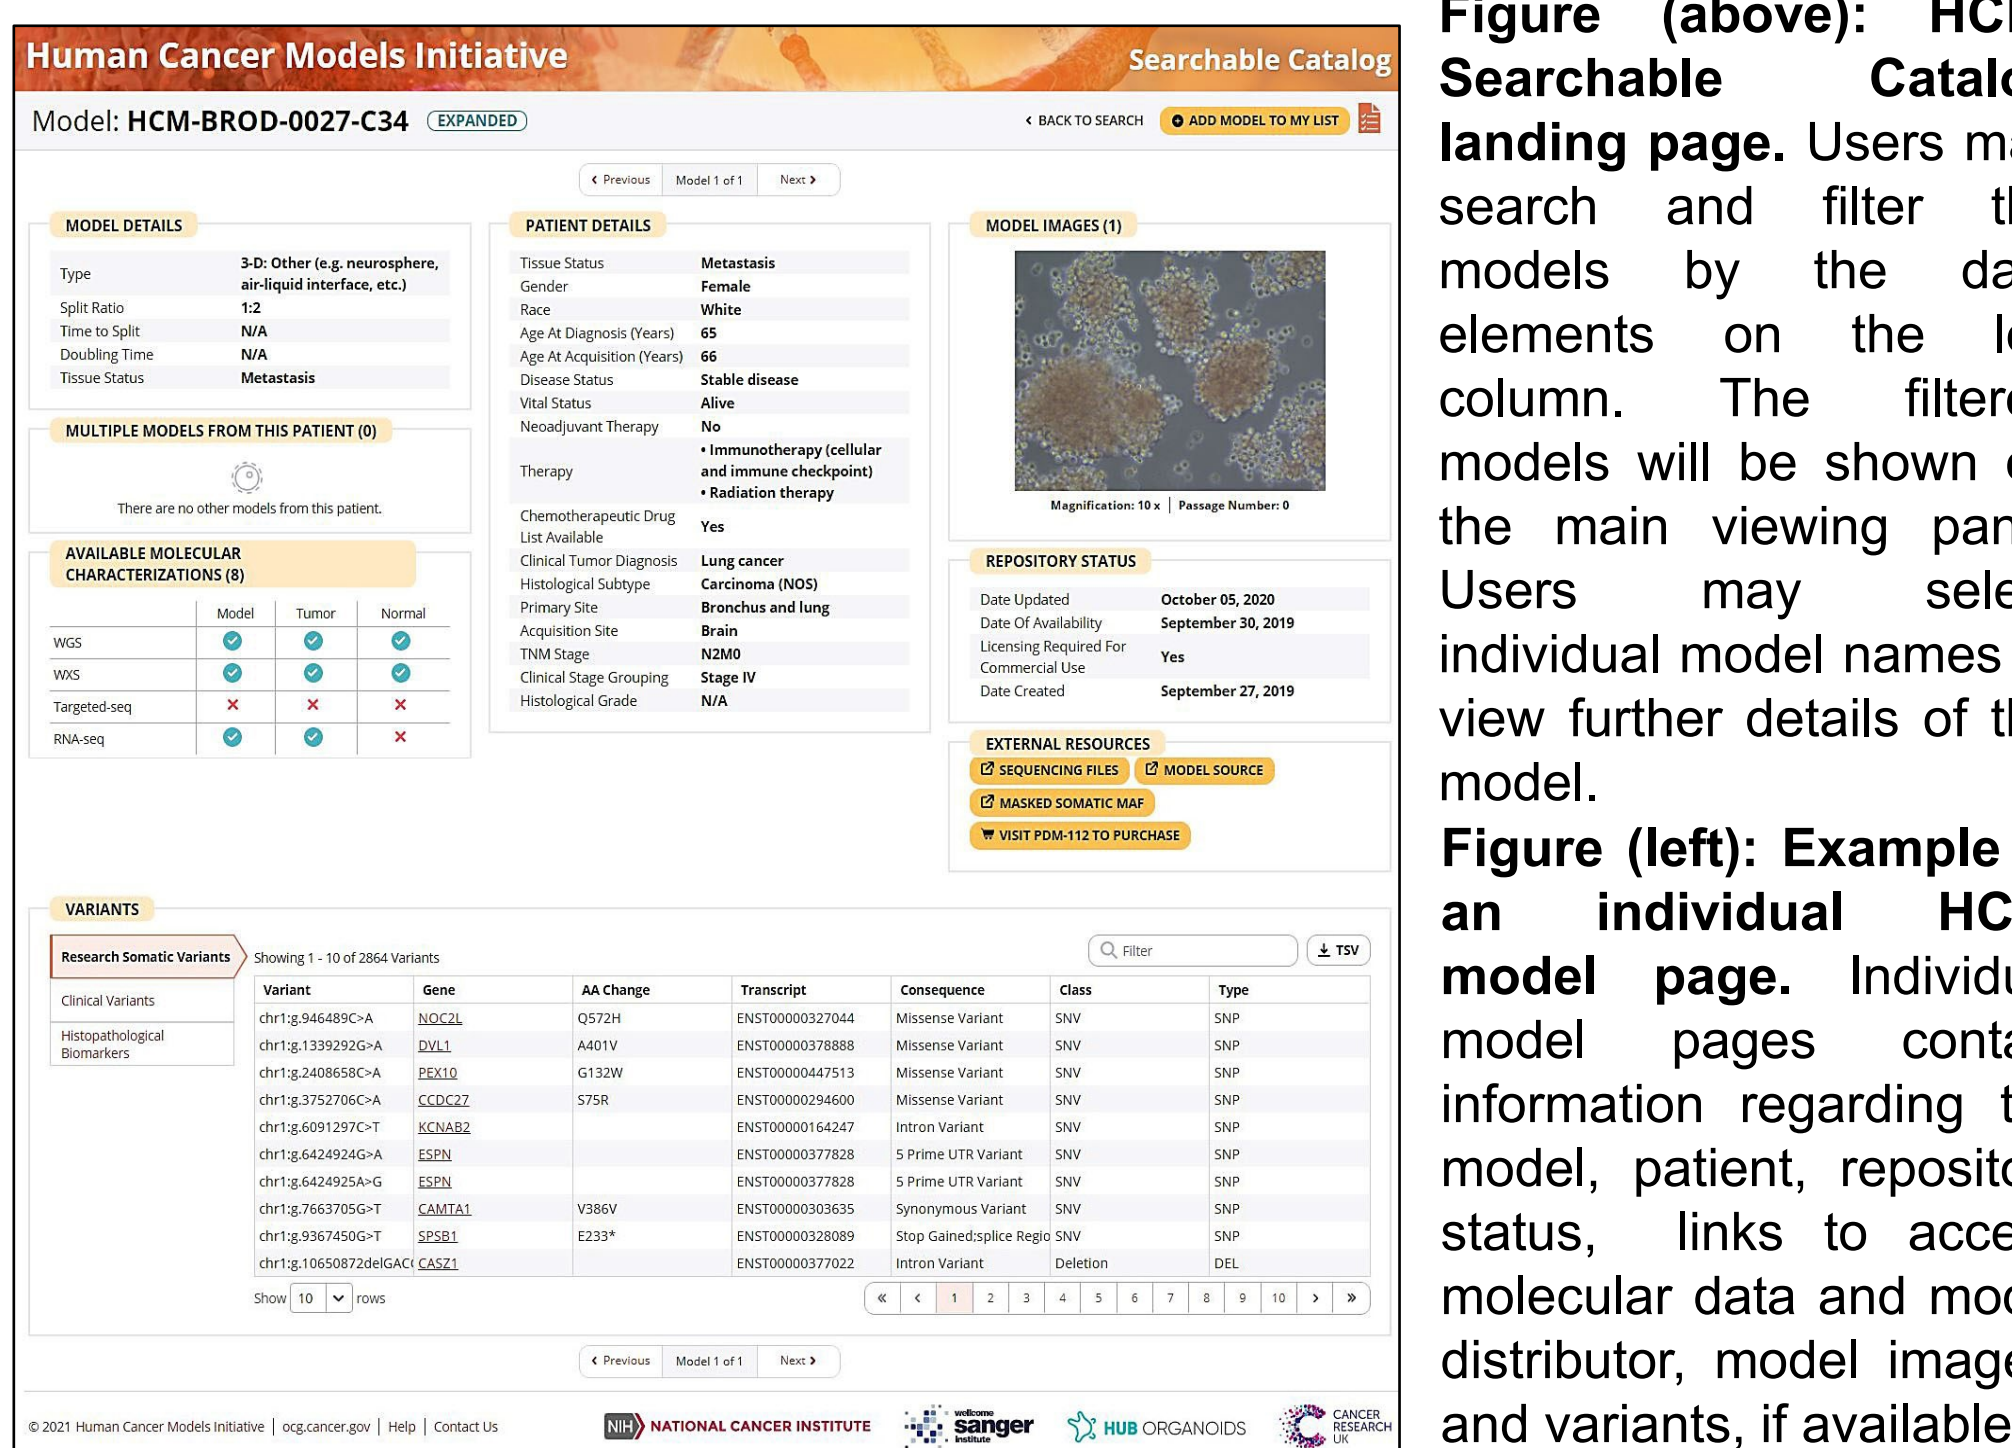 Human Cancer Models Initiative
Searchable Catalog
Model: HCM-BROD-0027-C34 EXPANDED
BACK TO SEARCH
ADD MODEL TO MY LIST
Previous Model 1 of 1 Next
MODEL DETAILS
Type 3-D: Other (e.g. neurosphere, air-liquid interface, etc.)
Split Ratio 1:2
Time to Split N/A
Doubling Time N/A
Tissue Status Metastasis
MULTIPLE MODELS FROM THIS PATIENT (0)
There are no other models from this patient.
AVAILABLE MOLECULAR
CHARACTERIZATIONS (8)
Model Tumor Normal
WGS
WXS
Targeted-seq
RNA-seq
PATIENT DETAILS
Tissue Status Metastasis
Gender Female
Race White
Age At Diagnosis (Years) 65
Age At Acquisition (Years) 66
Disease Status Stable disease
Vital Status Alive
Neoadjuvant Therapy No
Therapy • Immunotherapy (cellular and immune checkpoint)
• Radiation therapy
Chemotherapeutic Drug List Available Yes
Clinical Tumor Diagnosis Lung cancer
Histological Subtype Carcinoma (NOS)
Primary Site Bronchus and lung
Acquisition Site Brain
TNM Stage N2M0
Clinical Stage Grouping Stage IV
Histological Grade N/A
MODEL IMAGES (1)
Magnification: 10 x | Passage Number: 0
REPOSITORY STATUS
Date Updated October 05, 2020
Date Of Availability September 30, 2019
Licensing Required For Commercial Use Yes
Date Created September 27, 2019
EXTERNAL RESOURCES
SEQUENCING FILES MODEL SOURCE
MASKED SOMATIC MAF
VISIT PDM-112 TO PURCHASE
VARIANTS
Research Somatic Variants
Clinical Variants
Histopathological
Biomarkers
Showing 1 - 10 of 2864 Variants
Filter
TSV
Variant Gene AA Change Transcript Consequence Class Type
chr1:g.946489C>A NOC2L Q572H ENST00000327044 Missense Variant SNV SNP
chr1:g.1339292G>A DVL1 A401V ENST00000378888 Missense Variant SNV SNP
chr1:g.2408658C>A PEX10 G132W ENST00000447513 Missense Variant SNV SNP
chr1:g.3752706C>A CCDC27 S75R ENST00000294600 Missense Variant SNV SNP
chr1:g.6091297C>T KCNAB2 ENST00000164247 Intron Variant SNV SNP
chr1:g.6424924G>A ESPN ENST00000377828 5 Prime UTR Variant SNV SNP
chr1:g.6424925A>G ESPN ENST00000377828 5 Prime UTR Variant SNV SNP
chr1:g.7663705G>T CAMTA1 V386V ENST00000303635 Synonymous Variant SNV SNP
chr1:g.9367450G>T SPSB1 E233* ENST00000328089 Stop Gained;splice Regio SNV SNP
chr1:g.10650872delGAC CASZ1 ENST00000377022 Intron Variant Deletion DEL
Show 10 rows
« ‹ 1 2 3 4 5 6 7 8 9 10 › »
Previous Model 1 of 1 Next
© 2021 Human Cancer Models Initiative | ocg.cancer.gov | Help | Contact Us
NIH NATIONAL CANCER INSTITUTE
wellcome
sanger
institute
HUB ORGANOIDS
CANCER
RESEARCH
UK
Figure (above):
Searchable
landing page. Users
search and filter
models by the
elements on the
column. The
models will be shown
the main viewing
Users may
individual model names
view further details of
model.
Figure (left): Example
an individual
model page.
model pages
information regarding
model, patient,
status, links to
molecular data and
distributor, model
and variants, if available